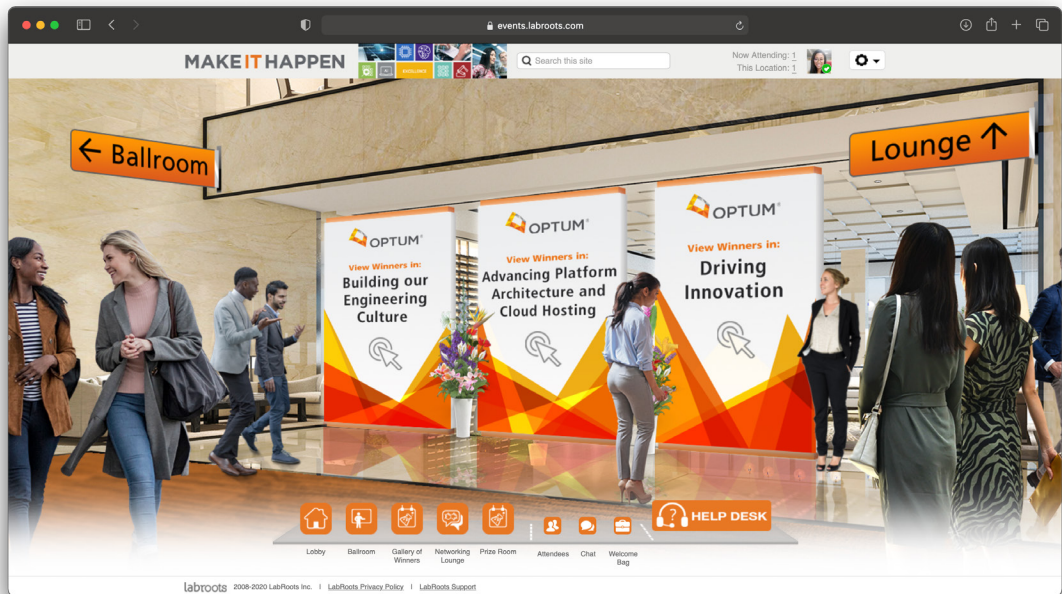 events.labroots.com
MAKE IT HAPPEN
EXCELLENCE
Search this site
Now Attending: 1
This Location: 1
← Ballroom
Lounge ↑
OPTUM®
View Winners in:
Building our
Engineering
Culture
OPTUM®
View Winners in:
Advancing Platform
Architecture and
Cloud Hosting
OPTUM®
View Winners in:
Driving
Innovation
Lobby
Ballroom
Gallery of
Winners
Networking
Lounge
Prize Room
Attendees
Chat
Welcome
Bag
HELP DESK
labroots 2008-2020 LabRoots Inc. | LabRoots Privacy Policy | LabRoots Support